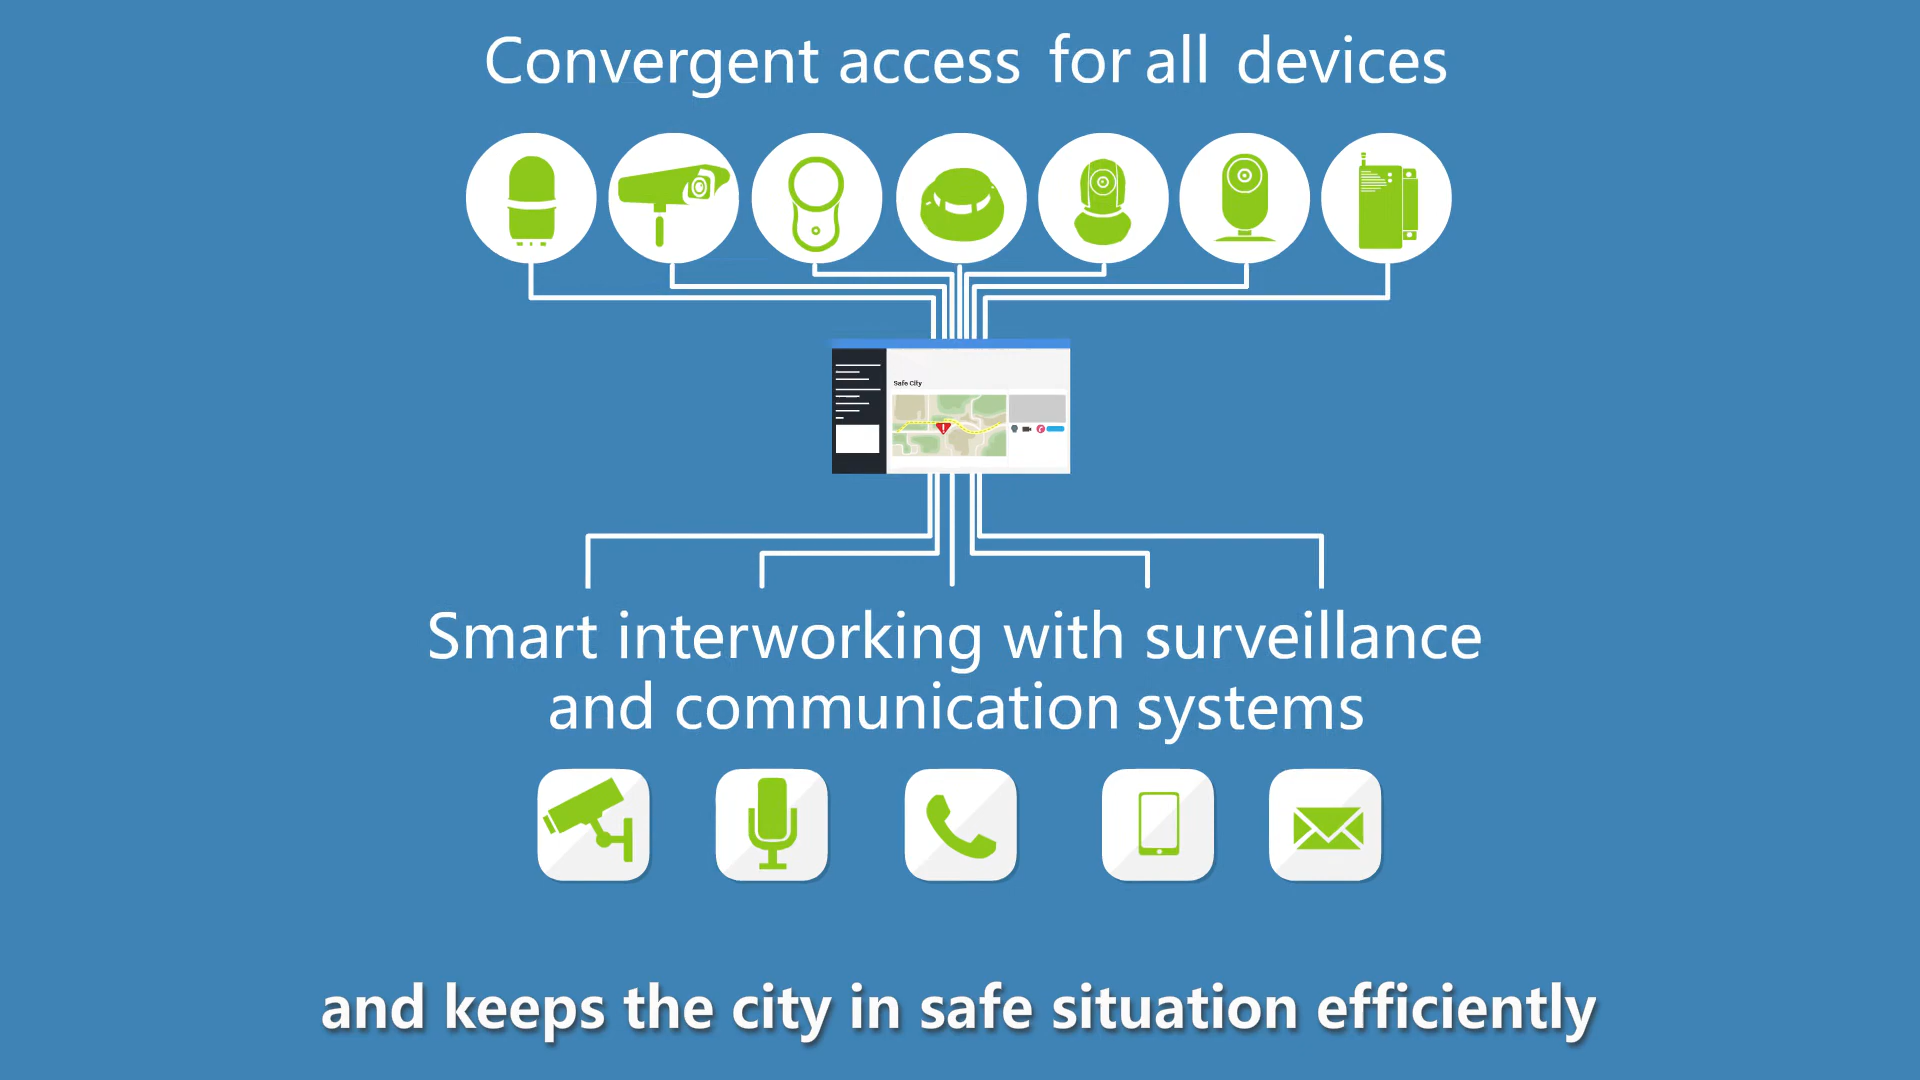 Convergent access for all devices
Safe City
Smart interworking with surveillance
and communication systems
and keeps the city in safe situation efficiently